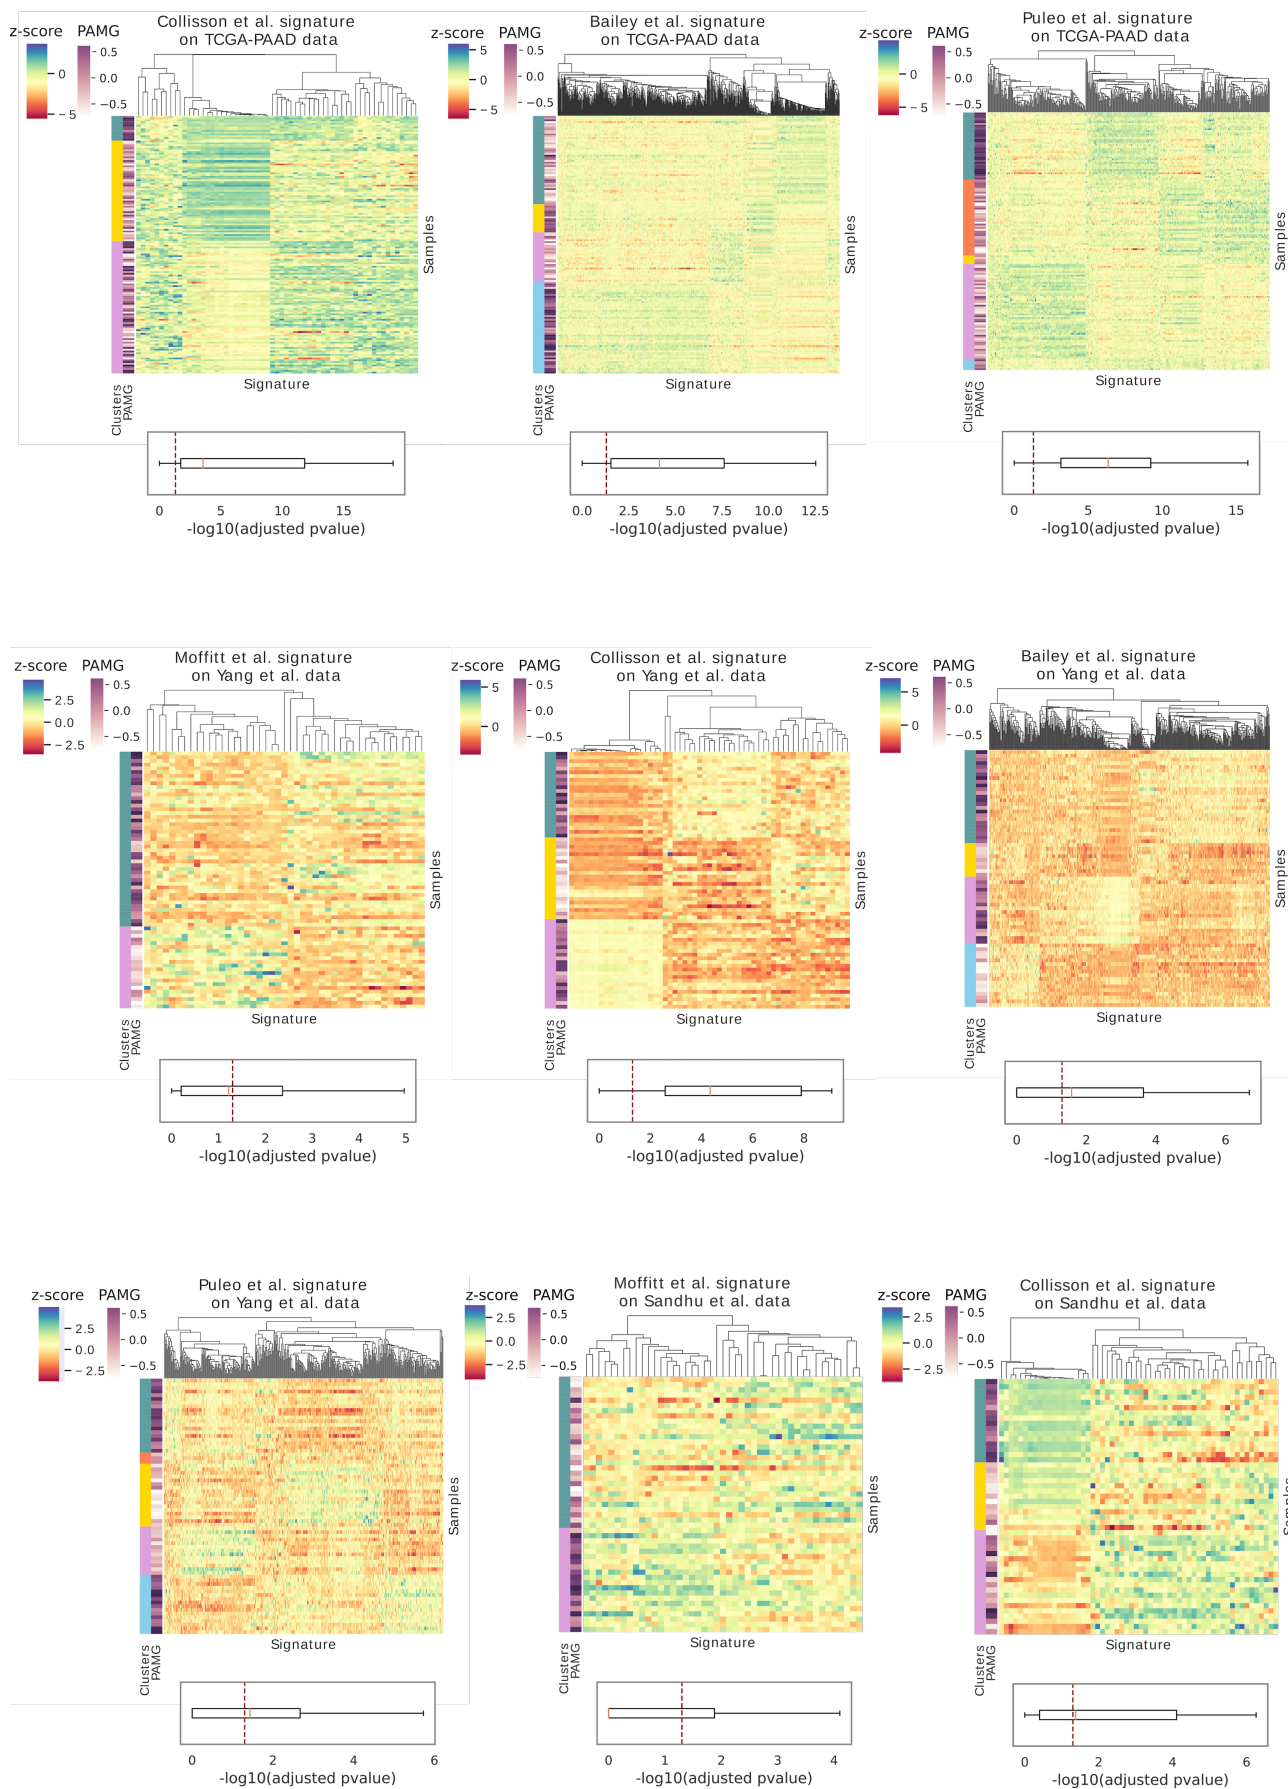 Collisson et al. signature
on TCGA-PAAD data
z-score PAMG
0
−5
0.5
0.0
−0.5
Samples
Signature
Clusters
PAMG
0 5 10 15
-log10(adjusted pvalue)
Bailey et al. signature
on TCGA-PAAD data
z-score PAMG
5
0
−5
0.5
0.0
−0.5
Samples
Signature
Clusters
PAMG
0.0 2.5 5.0 7.5 10.0 12.5
-log10(adjusted pvalue)
Puleo et al. signature
on TCGA-PAAD data
z-score PAMG
5
0
−5
0.5
0.0
−0.5
Samples
Signature
Clusters
PAMG
0 5 10 15
-log10(adjusted pvalue)
Moffitt et al. signature
on Yang et al. data
z-score PAMG
2.5
0.0
−2.5
0.5
0.0
−0.5
Samples
Signature
Clusters
PAMG
0 1 2 3 4 5
-log10(adjusted pvalue)
Collisson et al. signature
on Yang et al. data
z-score PAMG
5
0
0.5
0.0
−0.5
Samples
Signature
Clusters
PAMG
0 2 4 6 8
-log10(adjusted pvalue)
Bailey et al. signature
on Yang et al. data
z-score PAMG
5
0
0.5
0.0
−0.5
Samples
Signature
Clusters
PAMG
0 2 4 6
-log10(adjusted pvalue)
Puleo et al. signature
on Yang et al. data
z-score PAMG
2.5
0.0
−2.5
0.5
0.0
−0.5
Samples
Signature
Clusters
PAMG
0 2 4 6
-log10(adjusted pvalue)
Moffitt et al. signature
on Sandhu et al. data
z-score PAMG
2.5
0.0
−2.5
0.5
0.0
−0.5
Samples
Signature
Clusters
PAMG
0 1 2 3 4
-log10(adjusted pvalue)
Collisson et al. signature
on Sandhu et al. data
z-score PAMG
2.5
0.0
−2.5
0.5
0.0
−0.5
Samples
Signature
Clusters
PAMG
0 2 4 6
-log10(adjusted pvalue)